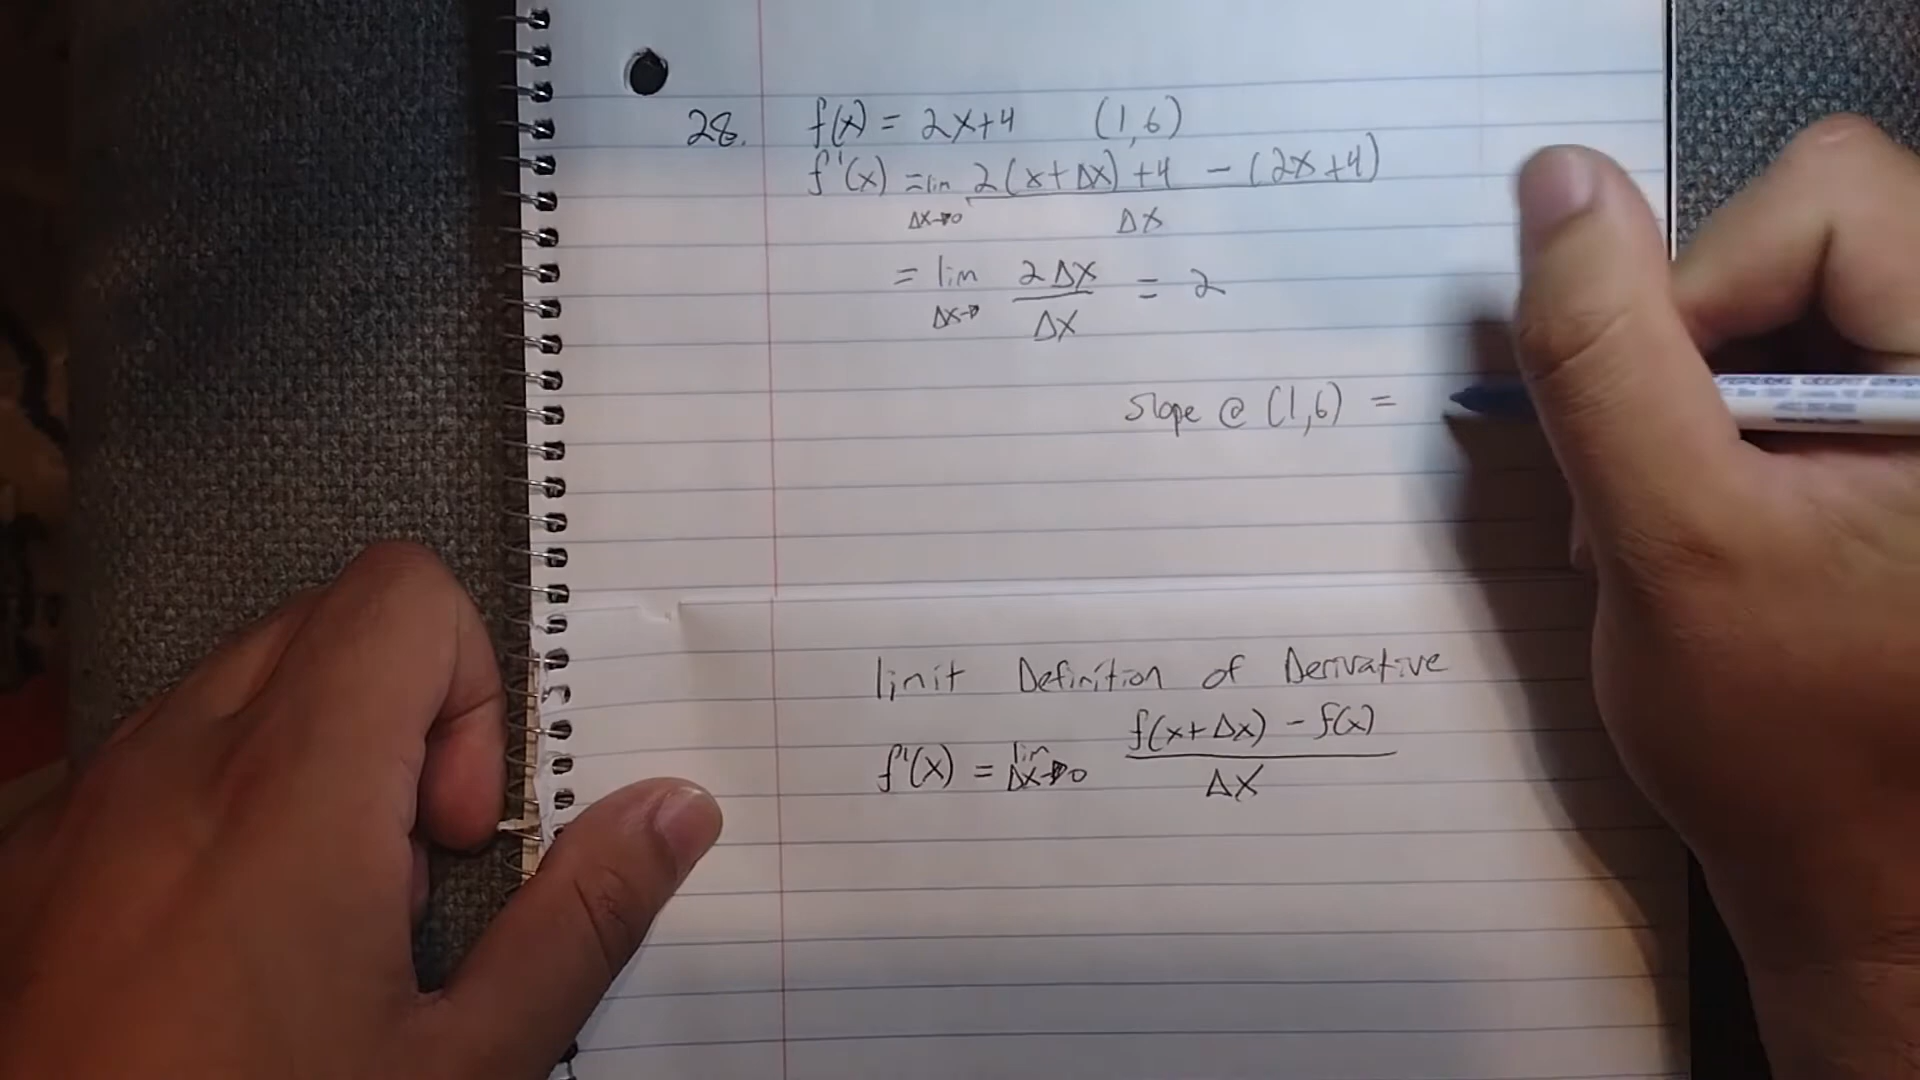 28. f(x) = 2x+4 (1,6)
f'(x) = lim 2(x+Δx)+4 - (2x+4)
Δx→0 Δx
= lim 2Δx = 2
Δx→ Δx
Slope @ (1,6) =
limit Definition of Derivative
f(x+Δx) - f(x)
f'(x) = lim
Δx→0 Δx